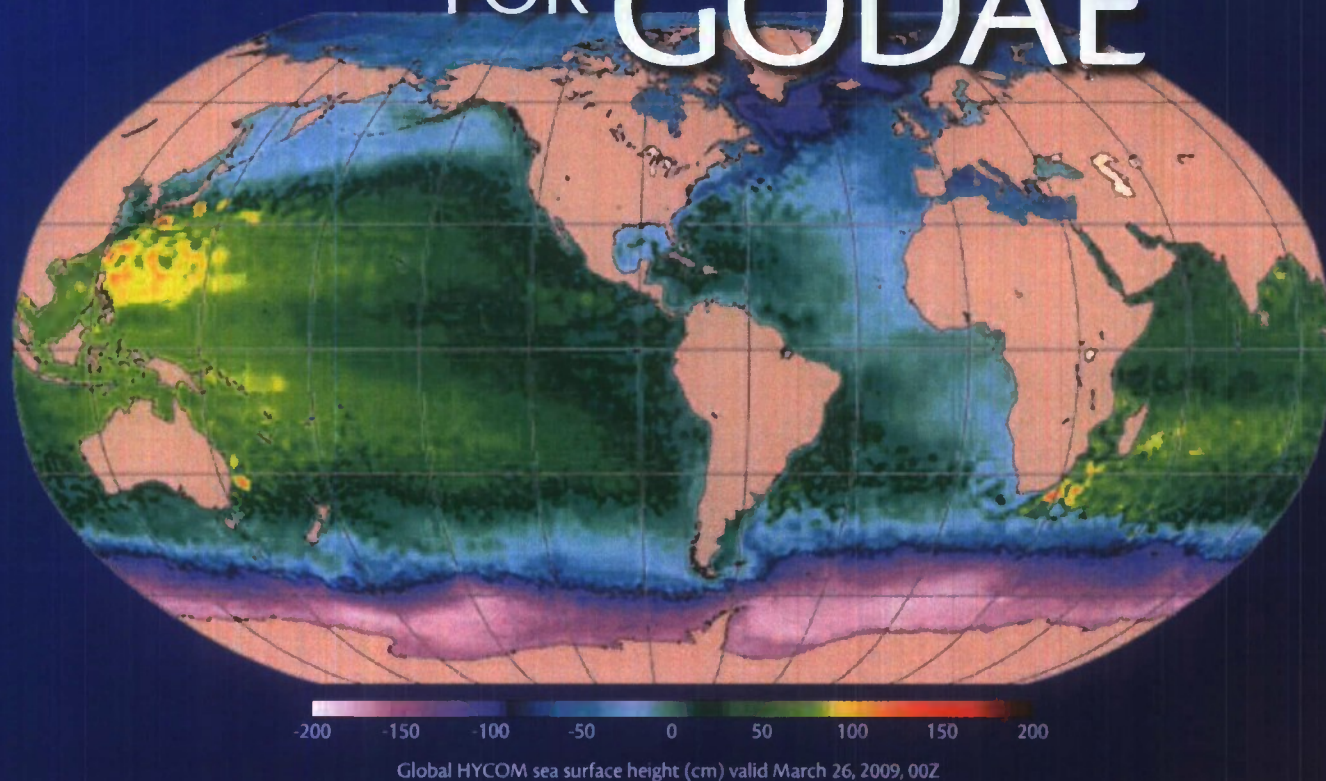 FOR GODAE
-200 -150 -100 -50 0 50 100 150 200
Global HYCOM sea surface height (cm) valid March 26, 2009, 00Z